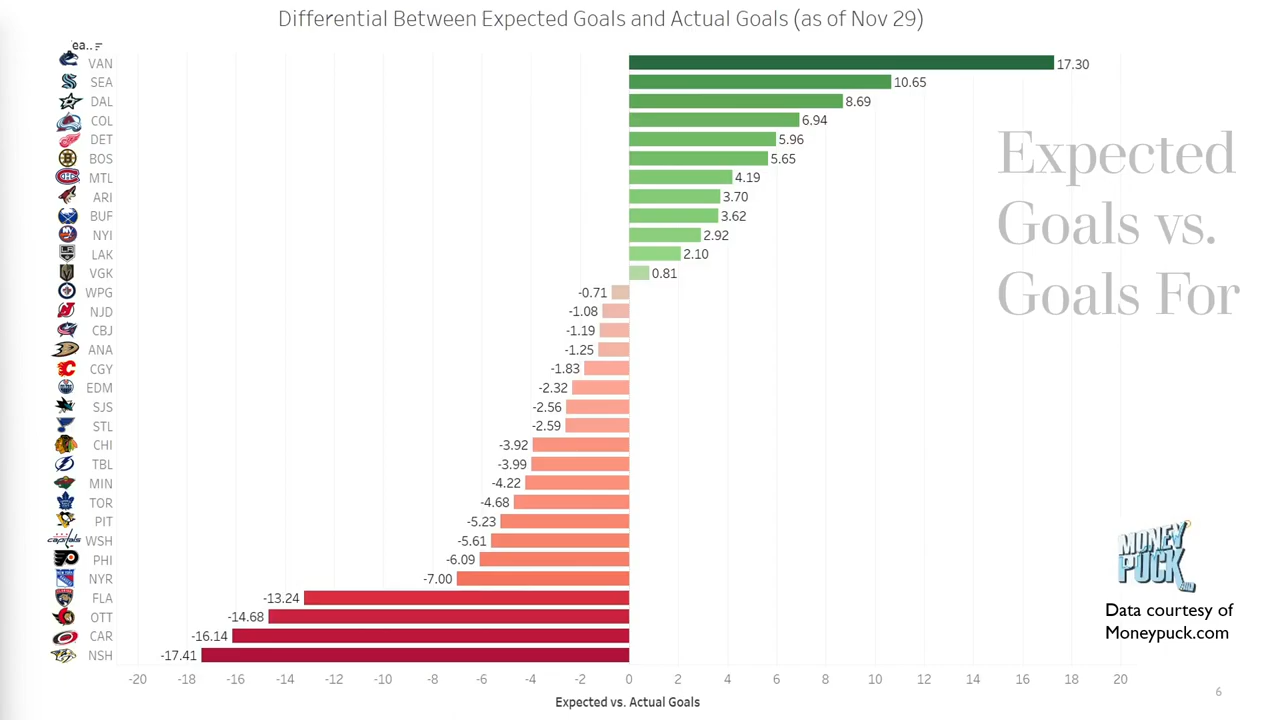 Differential Between Expected Goals and Actual Goals (as of Nov 29)
ea..
VAN 17.30
SEA 10.65
DAL 8.69
COL 6.94
DET 5.96
BOS 5.65
MTL 4.19
ARI 3.70
BUF 3.62
NYI 2.92
LAK 2.10
VGK 0.81
WPG -0.71
NJD -1.08
CBJ -1.19
ANA -1.25
CGY -1.83
EDM -2.32
SJS -2.56
STL -2.59
CHI -3.92
TBL -3.99
MIN -4.22
TOR -4.68
PIT -5.23
capitals WSH -5.61
PHI -6.09
NYR -7.00
FLA -13.24
OTT -14.68
CAR -16.14
NSH -17.41
-20 -18 -16 -14 -12 -10 -8 -6 -4 -2 0 2 4 6 8 10 12 14 16 18 20
Expected vs. Actual Goals
Expected
Goals vs.
Goals For
MONEY
PUCK
Data courtesy of
Moneypuck.com
6